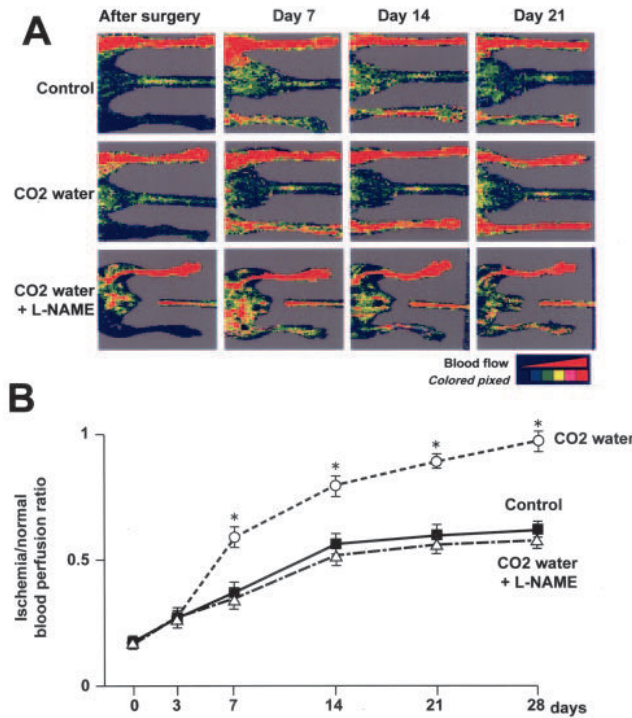 A
After surgery Day 7 Day 14 Day 21
Control
CO2 water
CO2 water
+ L-NAME
Blood flow
Colored pixed
B
Ischemia/normal
blood perfusion ratio
1
0.5
0
* * * *
CO2 water
Control
CO2 water
+ L-NAME
0 3 7 14 21 28 days